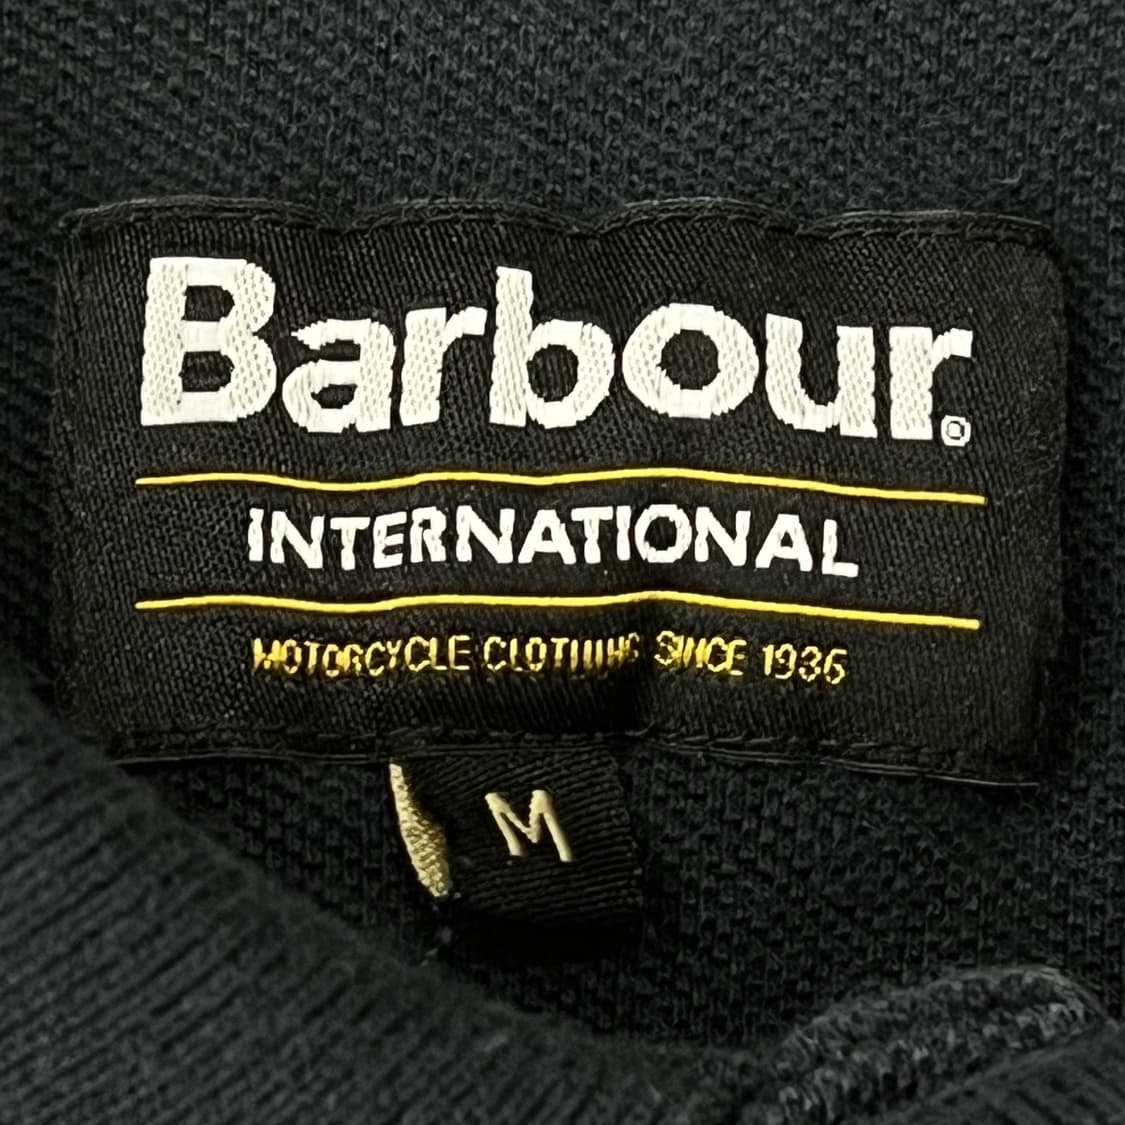 Barbour®
INTERNATIONAL
MOTORCYCLE CLOTHING SINCE 1936
M